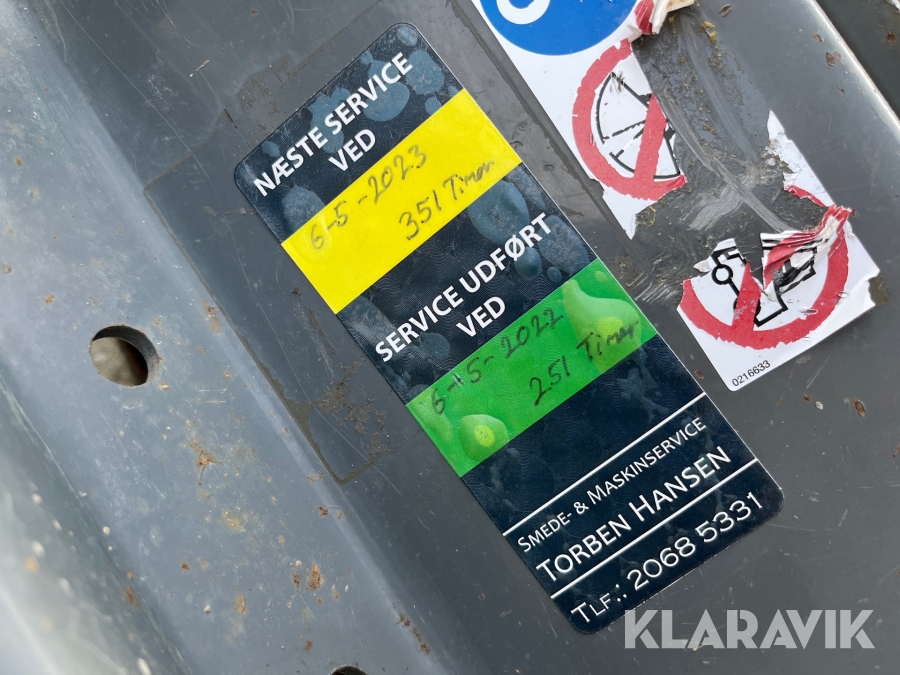 NÆSTE SERVICE
VED
6-5-2023
351 Timer
SERVICE UDFØRT
VED
6-5-2022
251 Timer
SMEDE- & MASKINSERVICE
TORBEN HANSEN
TLF.: 2068 5331
0216633
KLARAVIK